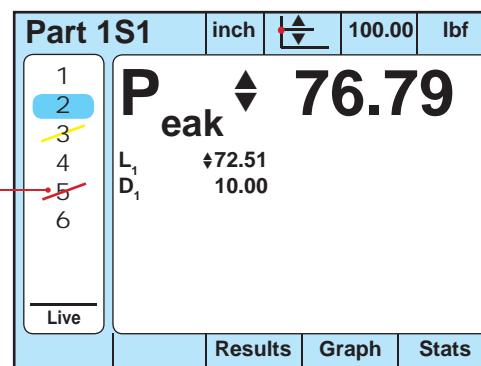 Part 1S1 inch 100.00 lbf
1
2
3
4
5
6
Live
Peak 76.79
L1 72.51
D1 10.00
Results Graph Stats